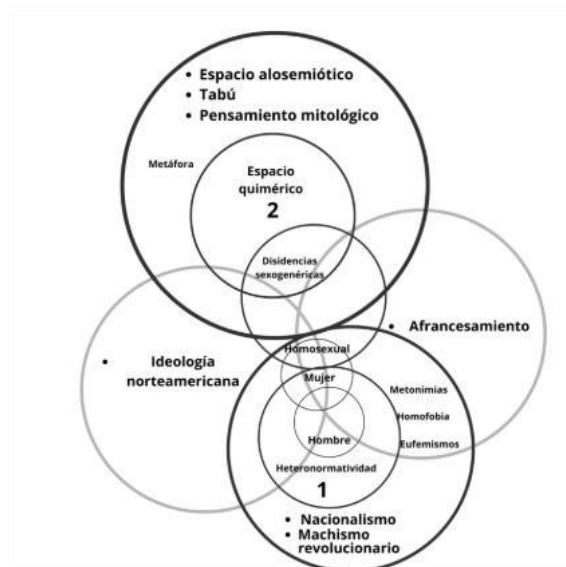 • Espacio alosemiótico
• Tabú
• Pensamiento mitológico
Metáfora
Espacio
quimérico
2
Disidencias
sexogenéricas
• Afrancesamiento
• Ideología
norteamericana
Homosexual
Mujer
Metonimias
Homofobia
Hombre
Eufemismos
Heteronormatividad
1
• Nacionalismo
• Machismo
revolucionario